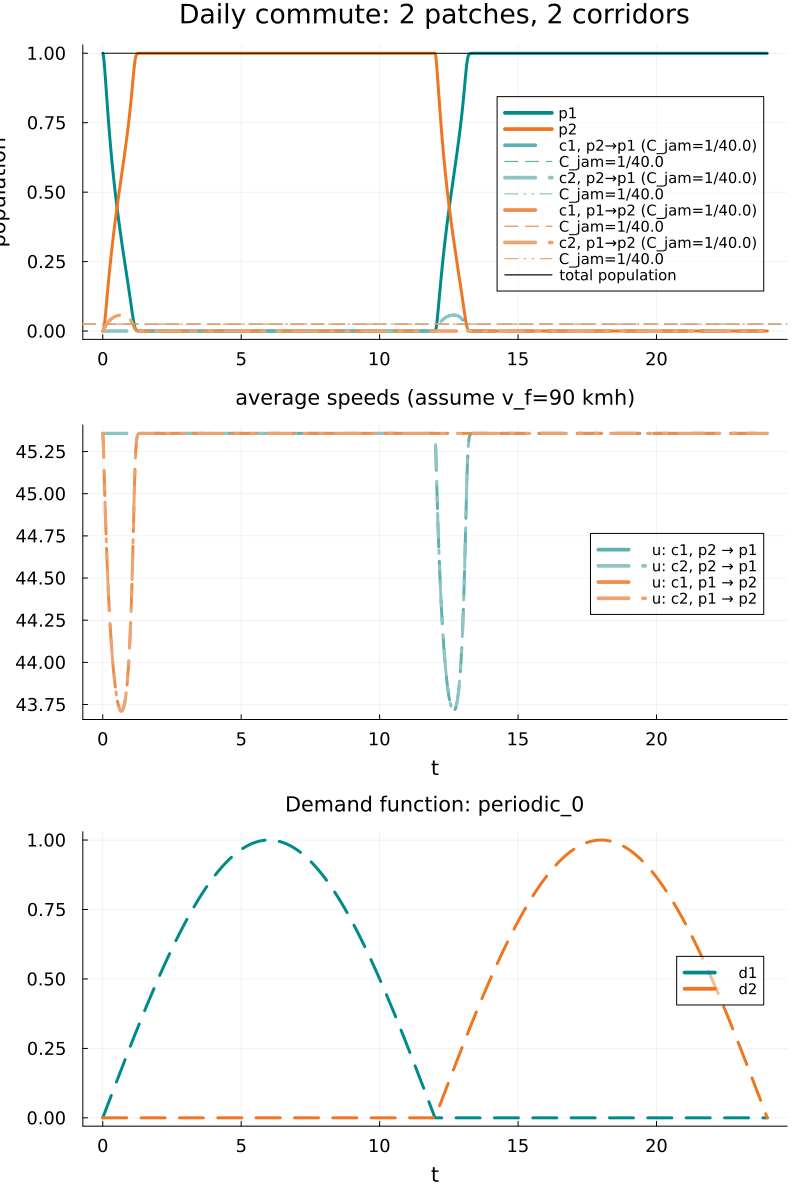 Daily commute: 2 patches, 2 corridors
1.00
0.75
0.50
0.25
0.00
p1
p2
c1, p2→p1 (C_jam=1/40.0)
C_jam=1/40.0
c2, p2→p1 (C_jam=1/40.0)
C_jam=1/40.0
c1, p1→p2 (C_jam=1/40.0)
C_jam=1/40.0
c2, p1→p2 (C_jam=1/40.0)
C_jam=1/40.0
total population
0 5 10 15 20
average speeds (assume v_f=90 kmh)
45.25
45.00
44.75
44.50
44.25
44.00
43.75
u: c1, p2 → p1
u: c2, p2 → p1
u: c1, p1 → p2
u: c2, p1 → p2
0 5 10 15 20
t
Demand function: periodic_0
1.00
0.75
0.50
0.25
0.00
d1
d2
0 5 10 15 20
t